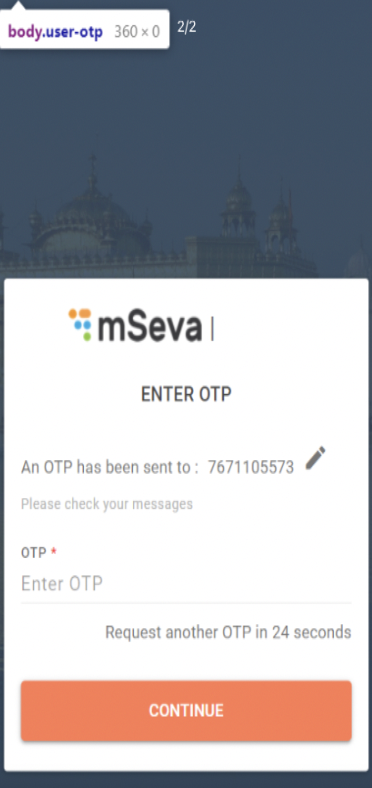 body.user-otp 360 × 0
2/2
mSeva |
ENTER OTP
An OTP has been sent to : 7671105573
Please check your messages
OTP *
Enter OTP
Request another OTP in 24 seconds
CONTINUE